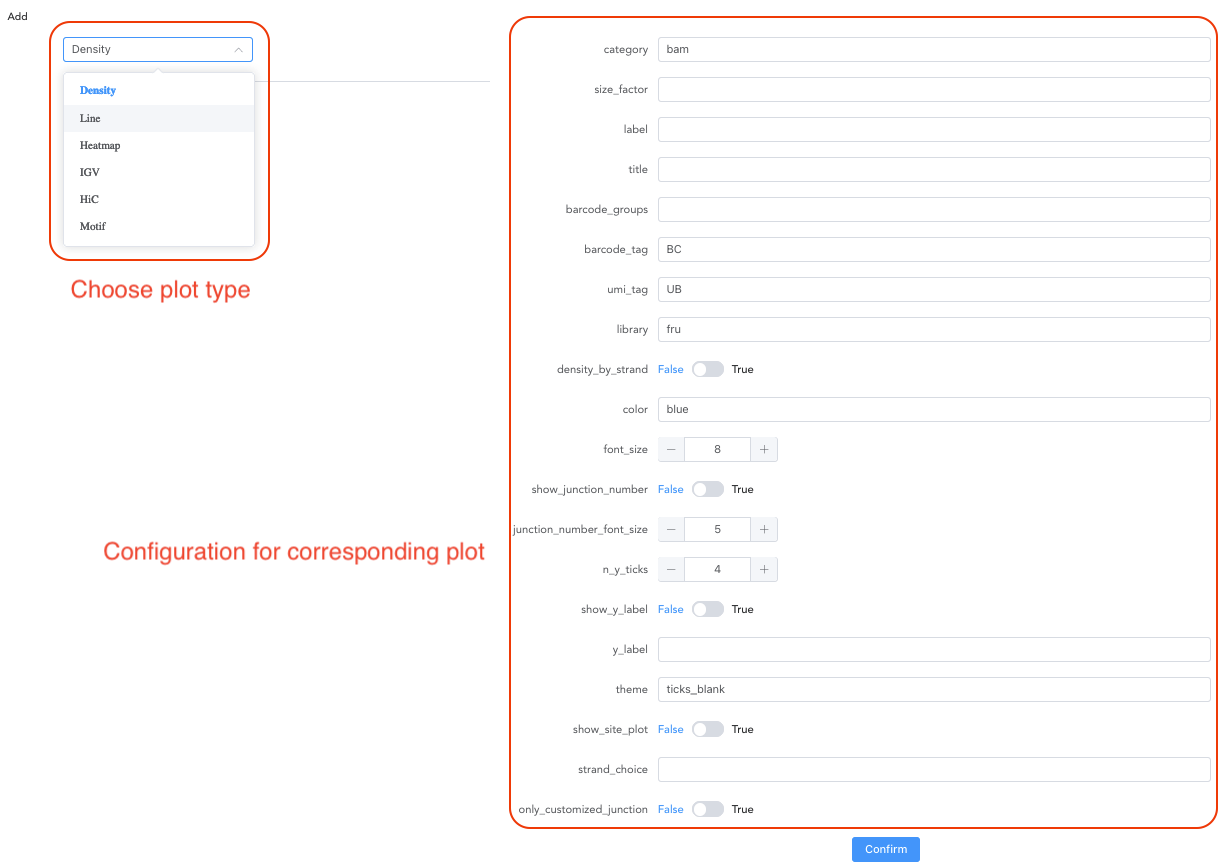 Add
Density
Density
Line
Heatmap
IGV
HiC
Motif
Choose plot type
Configuration for corresponding plot
category bam
size_factor
label
title
barcode_groups
barcode_tag BC
umi_tag UB
library fru
density_by_strand False True
color blue
font_size − 8 +
show_junction_number False True
junction_number_font_size − 5 +
n_y_ticks − 4 +
show_y_label False True
y_label
theme ticks_blank
show_site_plot False True
strand_choice
only_customized_junction False True
Confirm